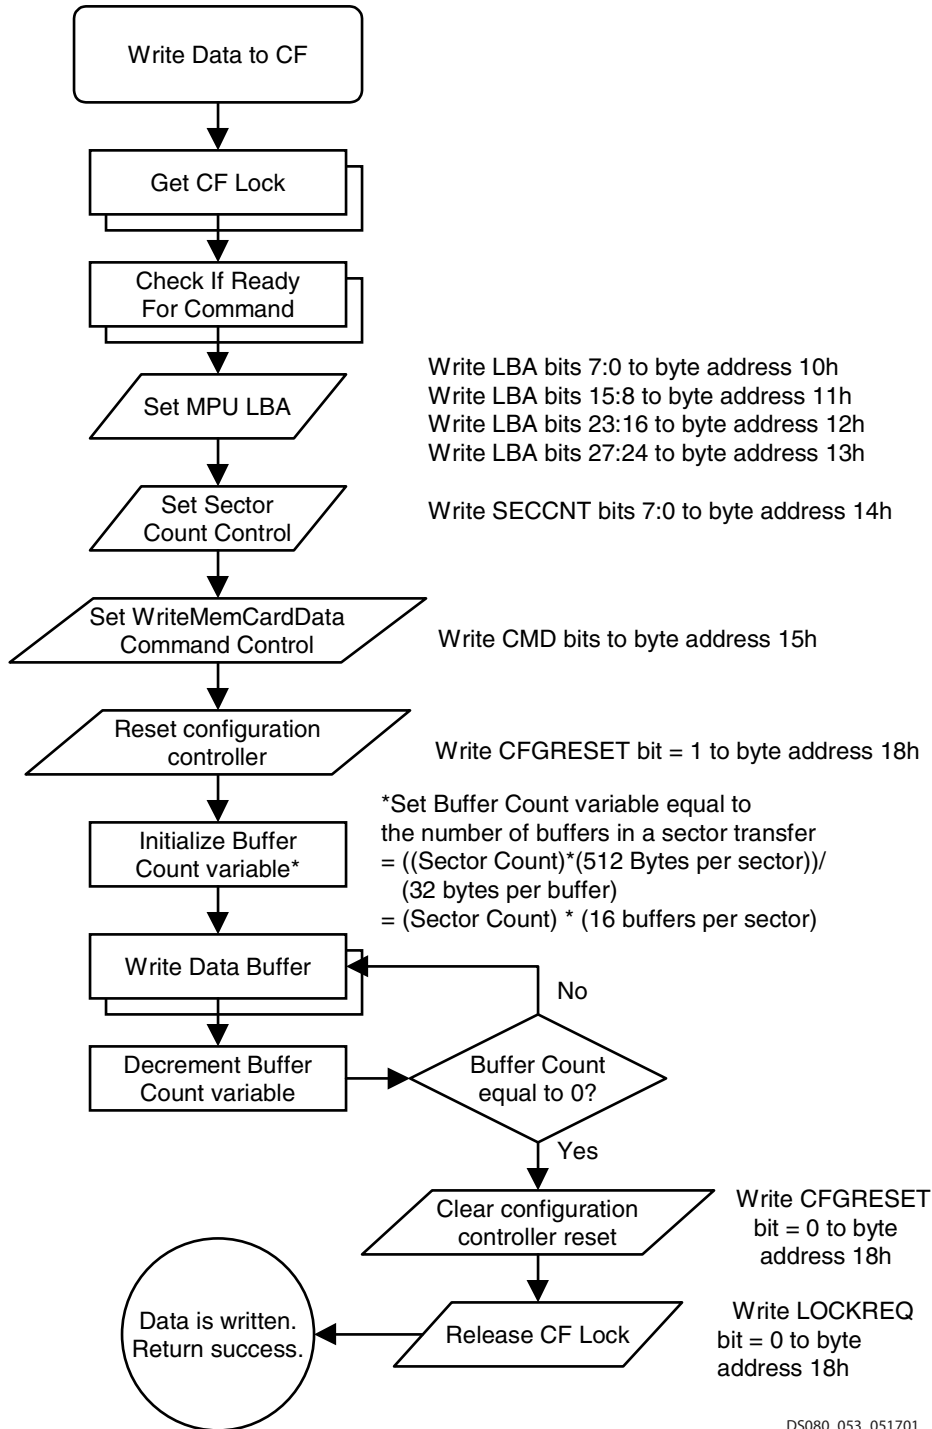 Write Data to CF
Get CF Lock
Check If Ready
For Command
Set MPU LBA
Write LBA bits 7:0 to byte address 10h
Write LBA bits 15:8 to byte address 11h
Write LBA bits 23:16 to byte address 12h
Write LBA bits 27:24 to byte address 13h
Set Sector
Count Control
Write SECCNT bits 7:0 to byte address 14h
Set WriteMemCardData
Command Control
Write CMD bits to byte address 15h
Reset configuration
controller
Write CFGRESET bit = 1 to byte address 18h
Initialize Buffer
Count variable*
*Set Buffer Count variable equal to
the number of buffers in a sector transfer
= ((Sector Count)*(512 Bytes per sector))/
(32 bytes per buffer)
= (Sector Count) * (16 buffers per sector)
Write Data Buffer
No
Decrement Buffer
Count variable
Buffer Count
equal to 0?
Yes
Clear configuration
controller reset
Write CFGRESET
bit = 0 to byte
address 18h
Release CF Lock
Write LOCKREQ
bit = 0 to byte
address 18h
Data is written.
Return success.
DS080_053_051701